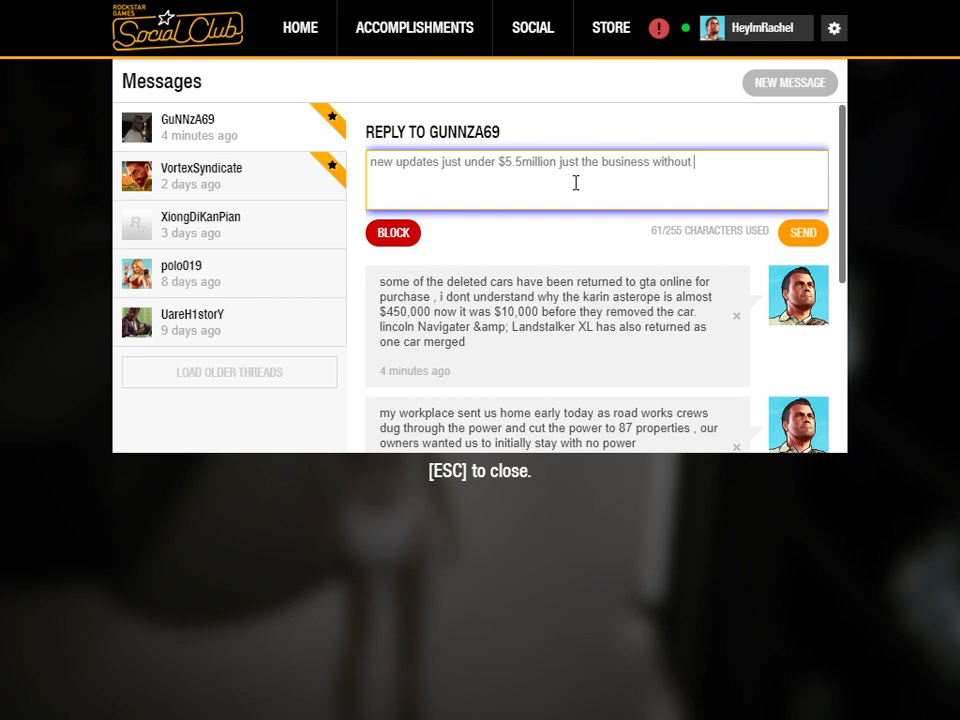 ROCKSTAR
GAMES
Social Club
HOME
ACCOMPLISHMENTS
SOCIAL
STORE
!
HeyImRachel
Messages
NEW MESSAGE
GuNNzA69
4 minutes ago
VortexSyndicate
2 days ago
XiongDiKanPian
3 days ago
polo019
8 days ago
UareH1storY
9 days ago
LOAD OLDER THREADS
REPLY TO GUNNZA69
new updates just under $5.5million just the business without
BLOCK
61/255 CHARACTERS USED
SEND
some of the deleted cars have been returned to gta online for
purchase , i dont understand why the karin asterope is almost
$450,000 now it was $10,000 before they removed the car.
lincoln Navigater &amp; Landstalker XL has also returned as
one car merged
4 minutes ago
my workplace sent us home early today as road works crews
dug through the power and cut the power to 87 properties , our
owners wanted us to initially stay with no power
[ESC] to close.